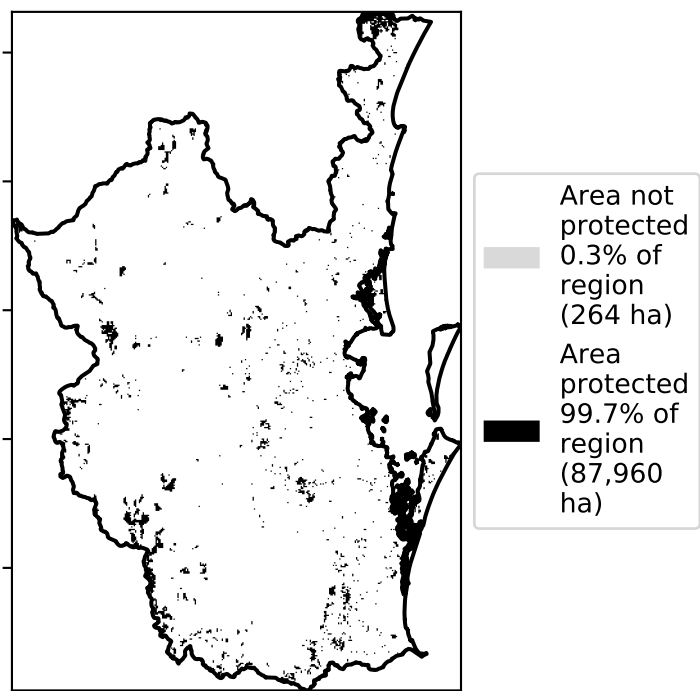 Area not
protected
0.3% of
region
(264 ha)
Area
protected
99.7% of
region
(87,960
ha)